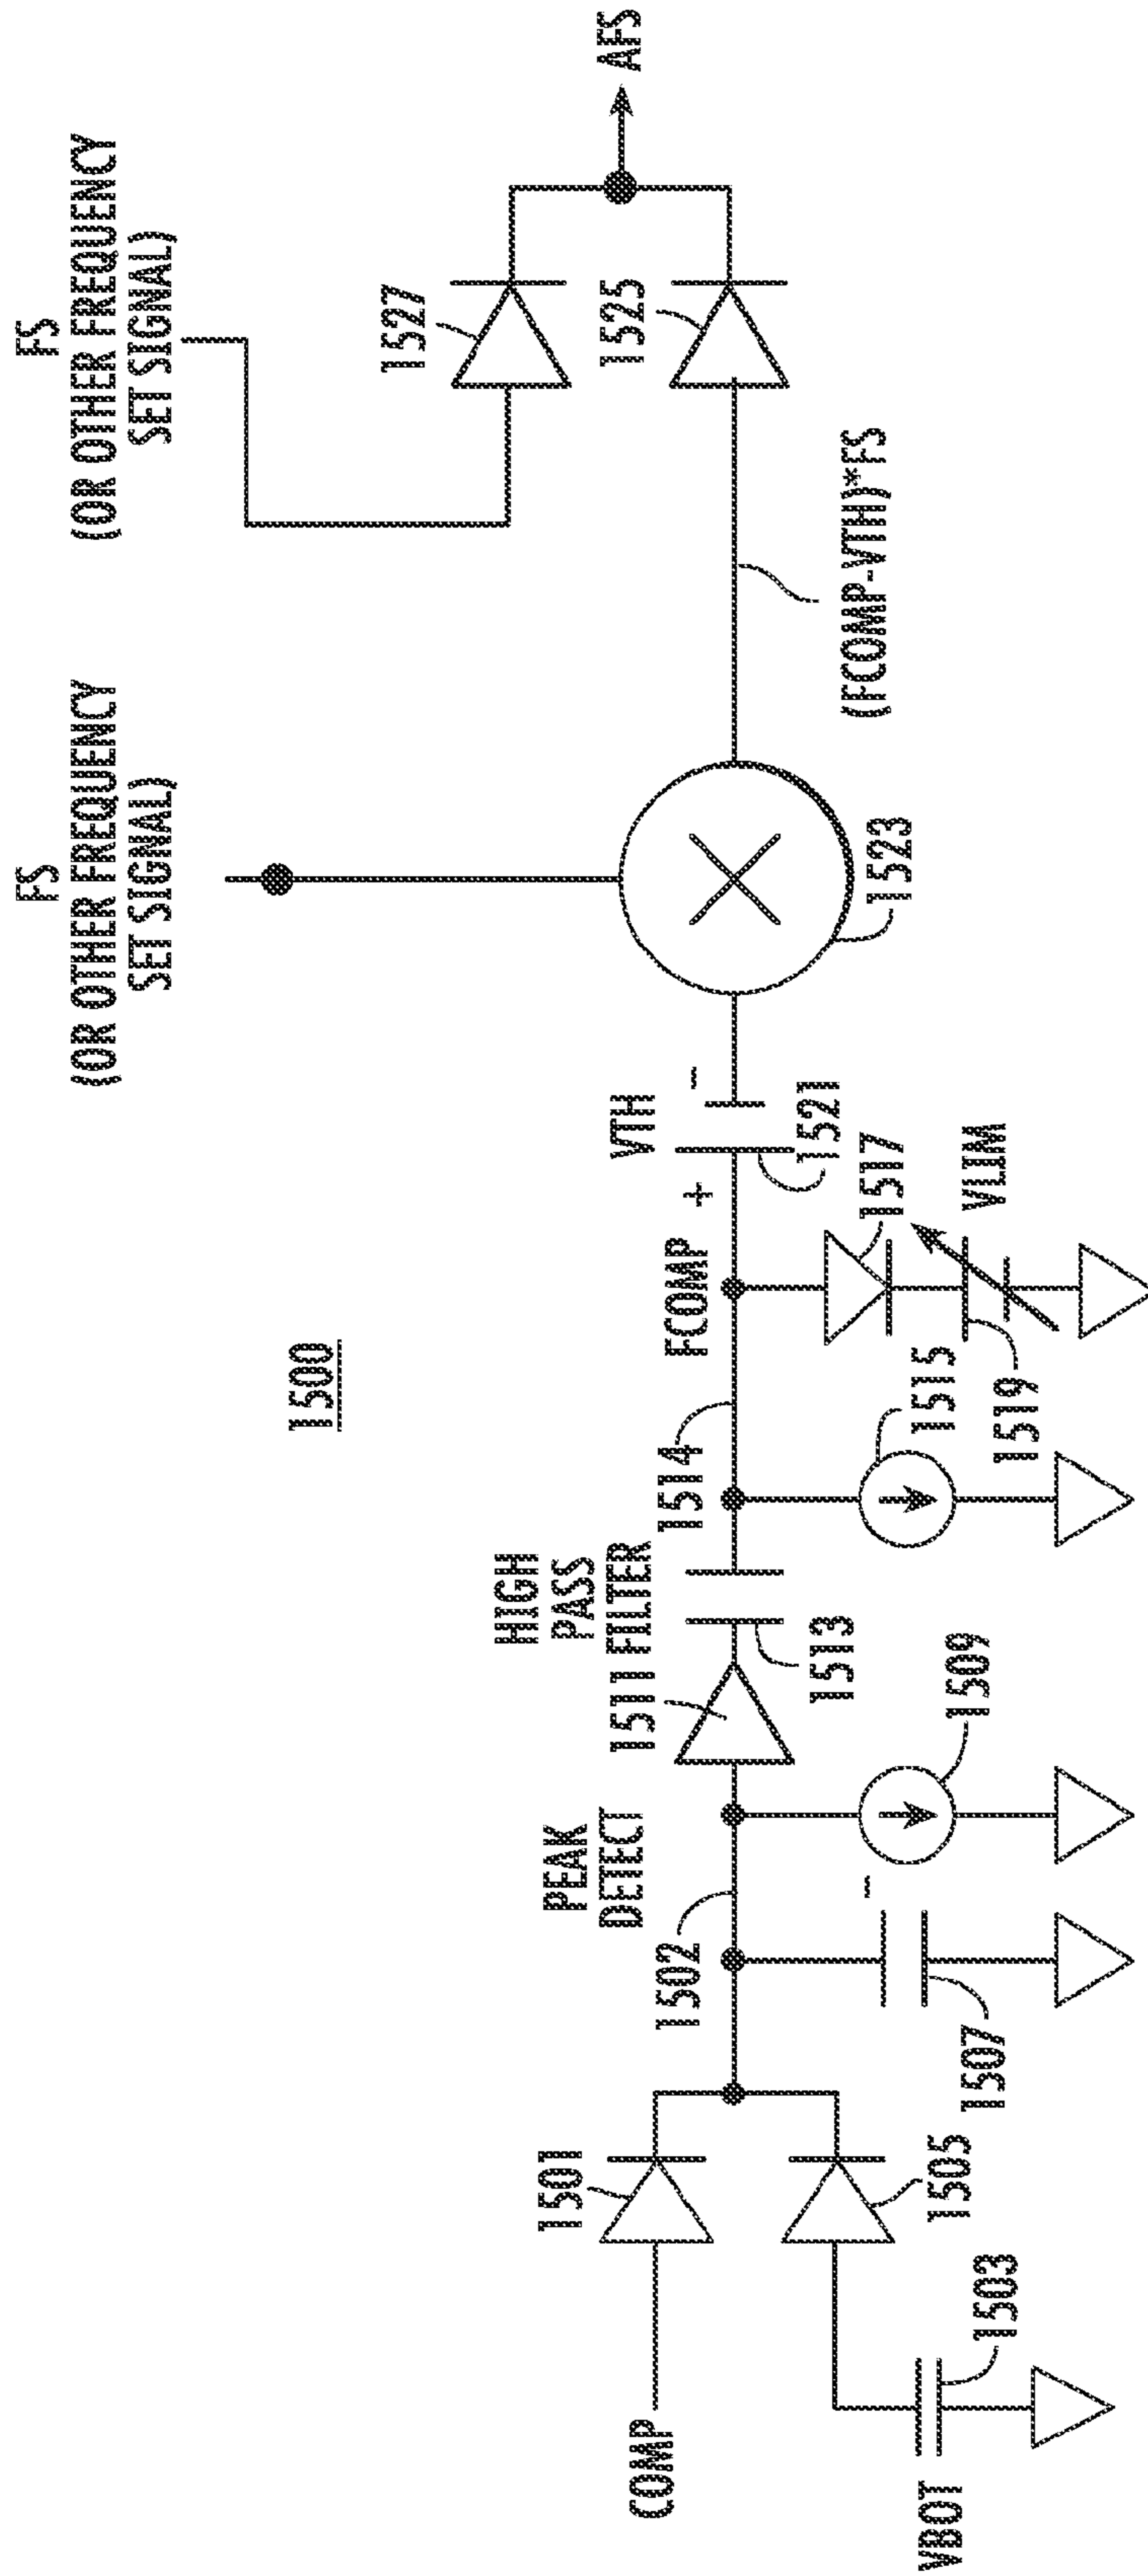 1500
FS
(OR OTHER FREQUENCY
SET SIGNAL)
FS
(OR OTHER FREQUENCY
SET SIGNAL)
1527
AFS
1525
(FCOMP-VTH)*FS
1523
VTH
+
-
1521
FCOMP
1517
VLIM
1519
1515
1514
HIGH
PASS
FILTER
1511
1513
PEAK
DETECT
1509
1502
-
1507
1501
COMP
1505
1503
VBOT